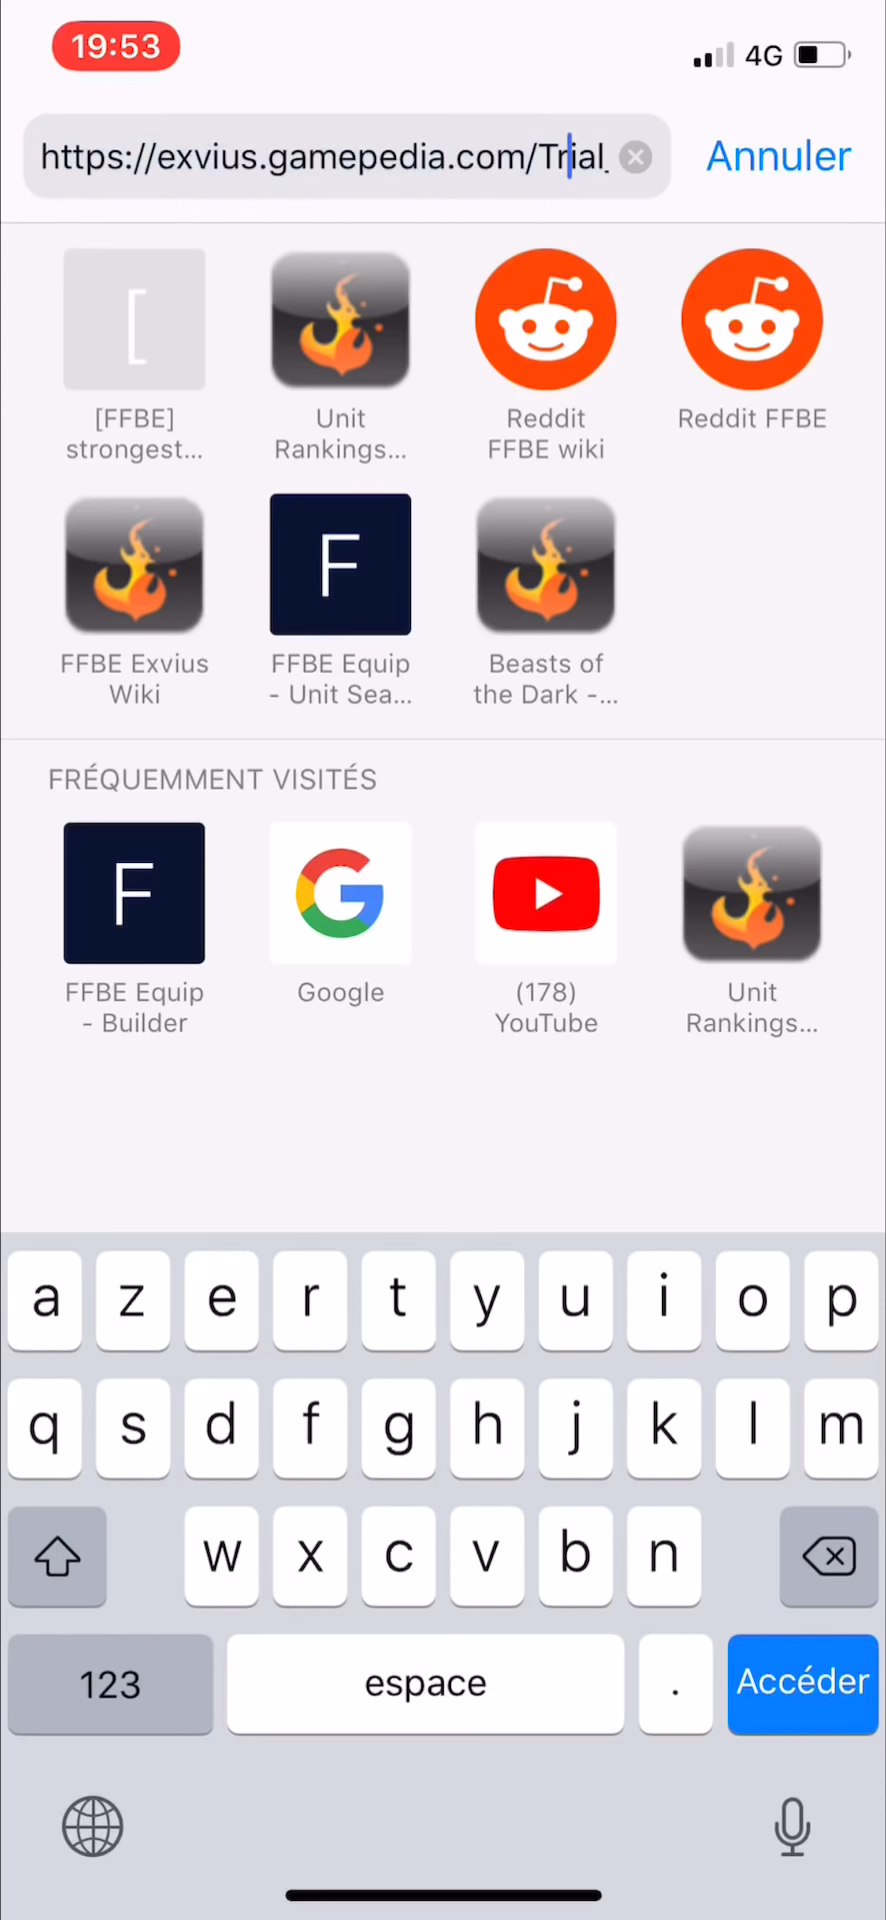 19:53
4G
https://exvius.gamepedia.com/Trial_
Annuler
[
[FFBE]
strongest...
Unit
Rankings...
Reddit
FFBE wiki
Reddit FFBE
FFBE Exvius
Wiki
F
FFBE Equip
- Unit Sea...
Beasts of
the Dark -...
FRÉQUEMMENT VISITÉS
F
FFBE Equip
- Builder
G
Google
(178)
YouTube
Unit
Rankings...
a z e r t y u i o p
q s d f g h j k l m
w x c v b n
123 espace . Accéder